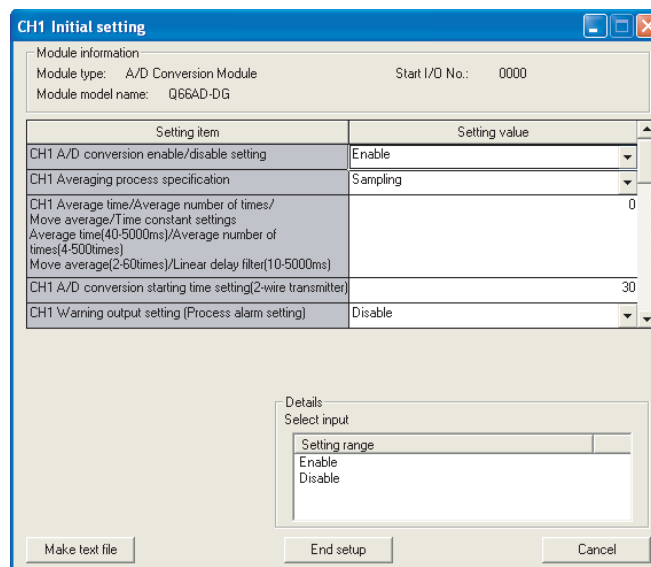 CH1 Initial setting
Module information
Module type: A/D Conversion Module Start I/O No.: 0000
Module model name: Q66AD-DG
Setting item Setting value
CH1 A/D conversion enable/disable setting Enable
CH1 Averaging process specification Sampling
CH1 Average time/Average number of times/ 0
Move average/Time constant settings
Average time(40-5000ms)/Average number of
times(4-500times)
Move average(2-60times)/Linear delay filter(10-5000ms)
CH1 A/D conversion starting time setting(2-wire transmitter) 30
CH1 Warning output setting (Process alarm setting) Disable
Details
Select input
Setting range
Enable
Disable
Make text file End setup Cancel